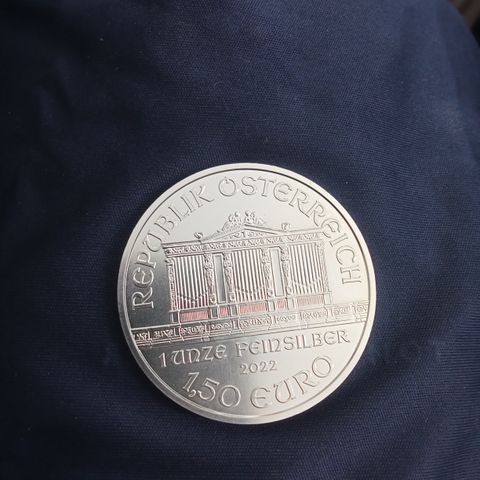 REPUBLIK ÖSTERREICH
1 UNZE FEINSILBER
2022
1,50 EURO